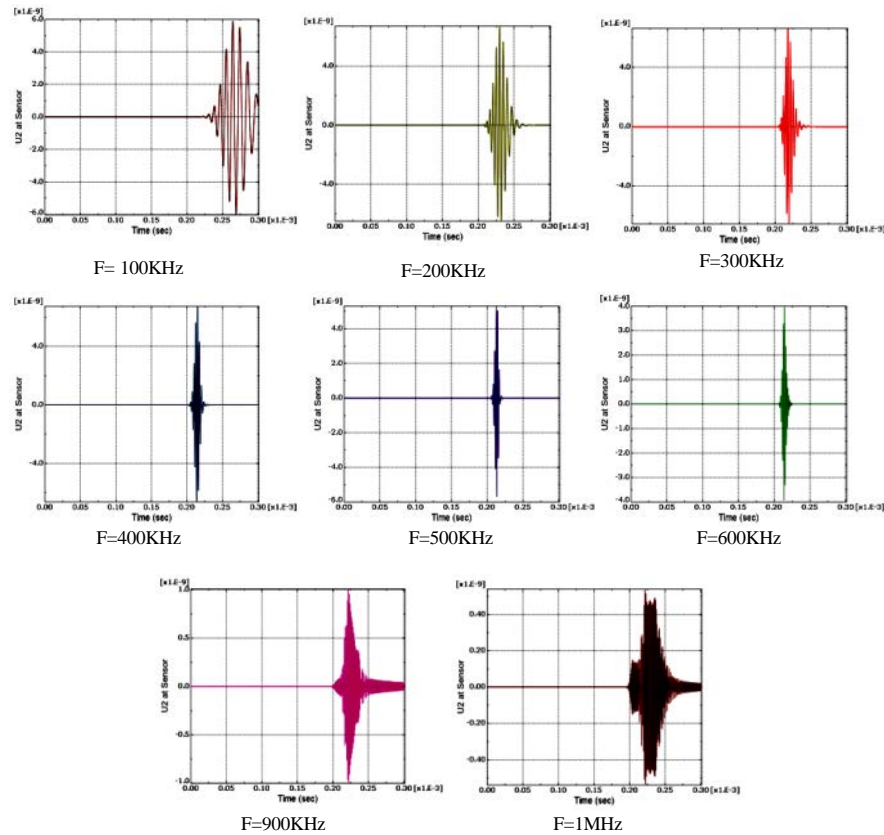 [x1.E-9]
6.0
4.0
2.0
0.0
-2.0
-4.0
-6.0
U2 at Sensor
0.00 0.05 0.10 0.15 0.20 0.25 0.30 [x1.E-3]
Time (sec)
F= 100KHz
[x1.E-9]
4.0
0.0
-4.0
U2 at Sensor
0.00 0.05 0.10 0.15 0.20 0.25 0.30 [x1.E-3]
Time (sec)
F=200KHz
[x1.E-9]
4.0
0.0
-4.0
U2 at Sensor
0.00 0.05 0.10 0.15 0.20 0.25 0.30 [x1.E-3]
Time (sec)
F=300KHz
[x1.E-9]
4.0
0.0
-4.0
U2 at Sensor
0.00 0.05 0.10 0.15 0.20 0.25 0.30 [x1.E-3]
Time (sec)
F=400KHz
[x1.E-9]
4.0
2.0
0.0
-2.0
-4.0
-6.0
U2 at Sensor
0.00 0.05 0.10 0.15 0.20 0.25 0.30 [x1.E-3
Time (sec)
F=500KHz
[x1.E-9]
4.0
3.0
2.0
1.0
0.0
-1.0
-2.0
-3.0
-4.0
U2 at Sensor
0.00 0.05 0.10 0.15 0.20 0.25 0.30 [x1.E-3]
Time (sec)
F=600KHz
[x1.E-9]
1.0
0.5
0.0
-0.5
-1.0
U2 at Sensor
0.00 0.05 0.10 0.15 0.20 0.25 0.30 [x1.E-3]
Time (sec)
F=900KHz
[x1.E-9]
0.40
0.20
0.00
-0.20
-0.40
U2 at Sensor
0.00 0.05 0.10 0.15 0.20 0.25 0.30 [x1.E-3]
Time (sec)
F=1MHz